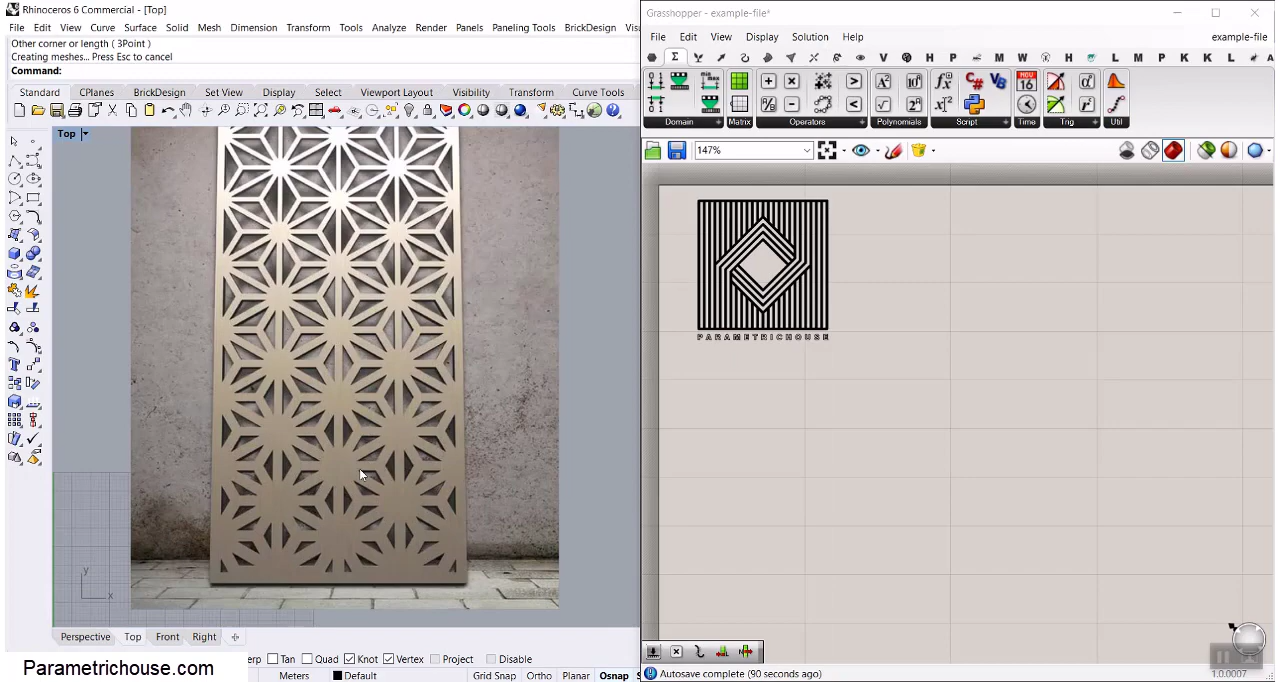 Rhinoceros 6 Commercial - [Top]
File Edit View Curve Surface Solid Mesh Dimension Transform Tools Analyze Render Panels Paneling Tools BrickDesign
Other corner or length ( 3Point )
Creating meshes... Press Esc to cancel
Command:
Standard CPlanes BrickDesign Set View Display Select Viewport Layout Visibility Transform Curve Tools
Top
y
x
Perspective Top Front Right
Tan Quad Knot Vertex Project Disable
Parametrichouse.com
Meters Default Grid Snap Ortho Planar Osnap
Grasshopper - example-file*
File Edit View Display Solution Help example-file
Domain Matrix Operators Polynomials Script Time Trig Util
147%
PARAMETRICHOUSE
Autosave complete (90 seconds ago) 1.0.0007